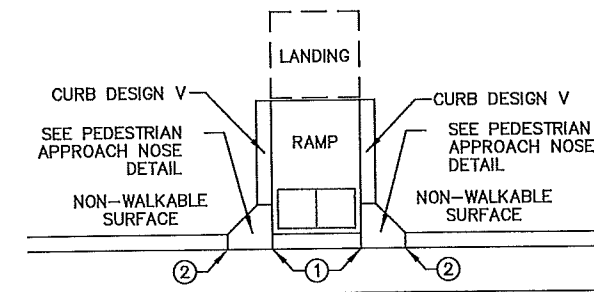 LANDING
CURB DESIGN V
CURB DESIGN V
SEE PEDESTRIAN
APPROACH NOSE
DETAIL
RAMP
SEE PEDESTRIAN
APPROACH NOSE
DETAIL
NON-WALKABLE
SURFACE
NON-WALKABLE
SURFACE
2
1
2